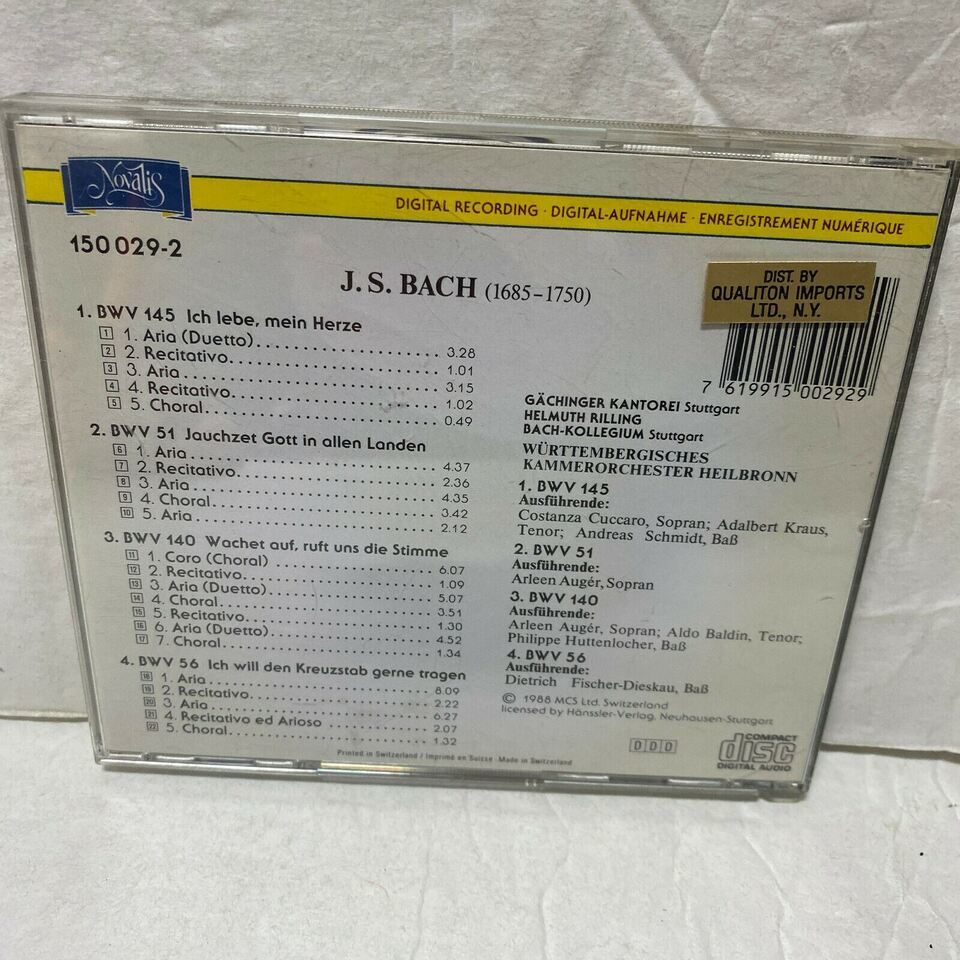 Novalis
DIGITAL RECORDING · DIGITAL-AUFNAHME · ENREGISTREMENT NUMÉRIQUE
150 029-2
J. S. BACH (1685–1750)
DIST. BY
QUALITON IMPORTS
LTD., N.Y.
7 619915 002929
1. BWV 145 Ich lebe, mein Herze
1 1. Aria (Duetto) 3.28
2 2. Recitativo 1.01
3 3. Aria 3.15
4 4. Recitativo 1.02
5 5. Choral 0.49
2. BWV 51 Jauchzet Gott in allen Landen
6 1. Aria 4.37
7 2. Recitativo 2.36
8 3. Aria 4.35
9 4. Choral 3.42
10 5. Aria 2.12
3. BWV 140 Wachet auf, ruft uns die Stimme
11 1. Coro (Choral) 6.07
12 2. Recitativo 1.09
13 3. Aria (Duetto) 5.07
14 4. Choral 3.51
15 5. Recitativo 1.30
16 6. Aria (Duetto) 4.52
17 7. Choral 1.34
4. BWV 56 Ich will den Kreuzstab gerne tragen
18 1. Aria 8.09
19 2. Recitativo 2.22
20 3. Aria 6.27
21 4. Recitativo ed Arioso 2.07
22 5. Choral 1.32
GÄCHINGER KANTOREI Stuttgart
HELMUTH RILLING
BACH-KOLLEGIUM Stuttgart
WÜRTTEMBERGISCHES
KAMMERORCHESTER HEILBRONN
1. BWV 145
Ausführende:
Costanza Cuccaro, Sopran; Adalbert Kraus,
Tenor; Andreas Schmidt, Baß
2. BWV 51
Ausführende:
Arleen Augér, Sopran
3. BWV 140
Ausführende:
Arleen Augér, Sopran; Aldo Baldin, Tenor;
Philippe Huttenlocher, Baß
4. BWV 56
Ausführende:
Dietrich Fischer-Dieskau, Baß
© 1988 MCS Ltd. Switzerland
licensed by Hänssler-Verlag, Neuhausen-Stuttgart
DDD
COMPACT
disc
DIGITAL AUDIO
Printed in Switzerland / Imprimé en Suisse · Made in Switzerland